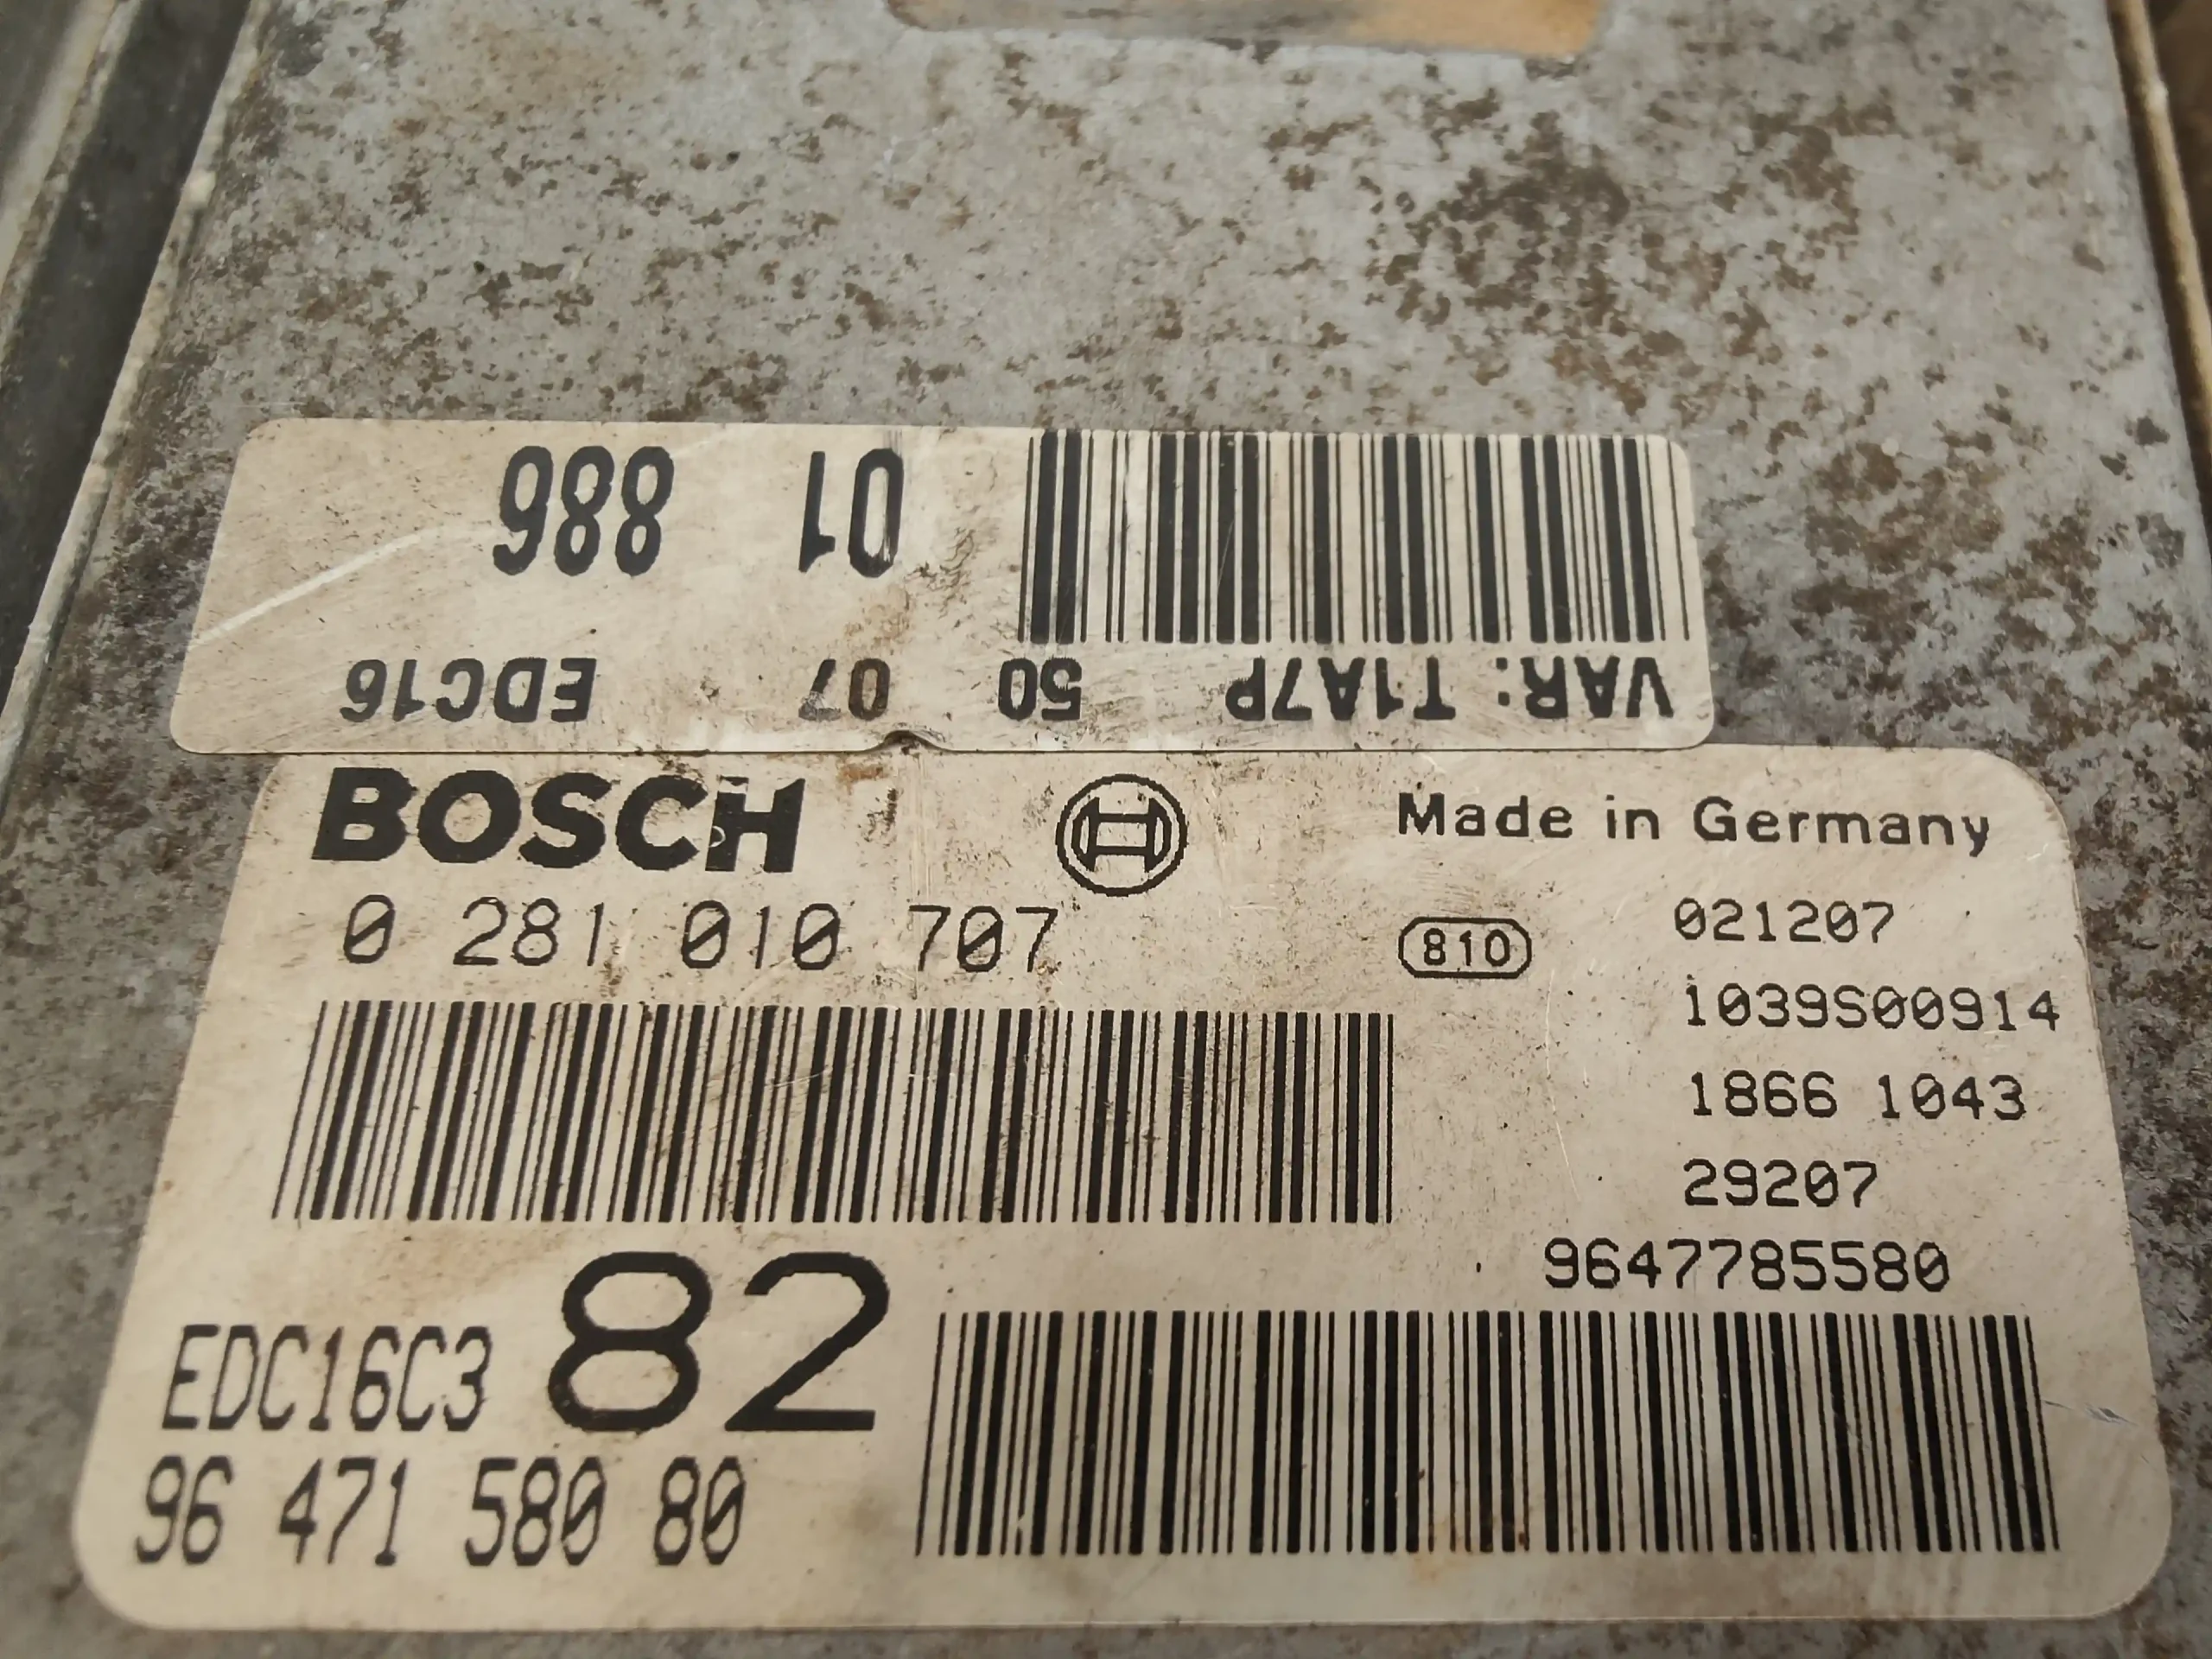 886 01
EDC16 07 50 VAR: T1A7P
BOSCH Made in Germany
0 281 010 707 810 021207
1039S00914
1866 1043
29207
9647785580
EDC16C3 82
96 471 580 80